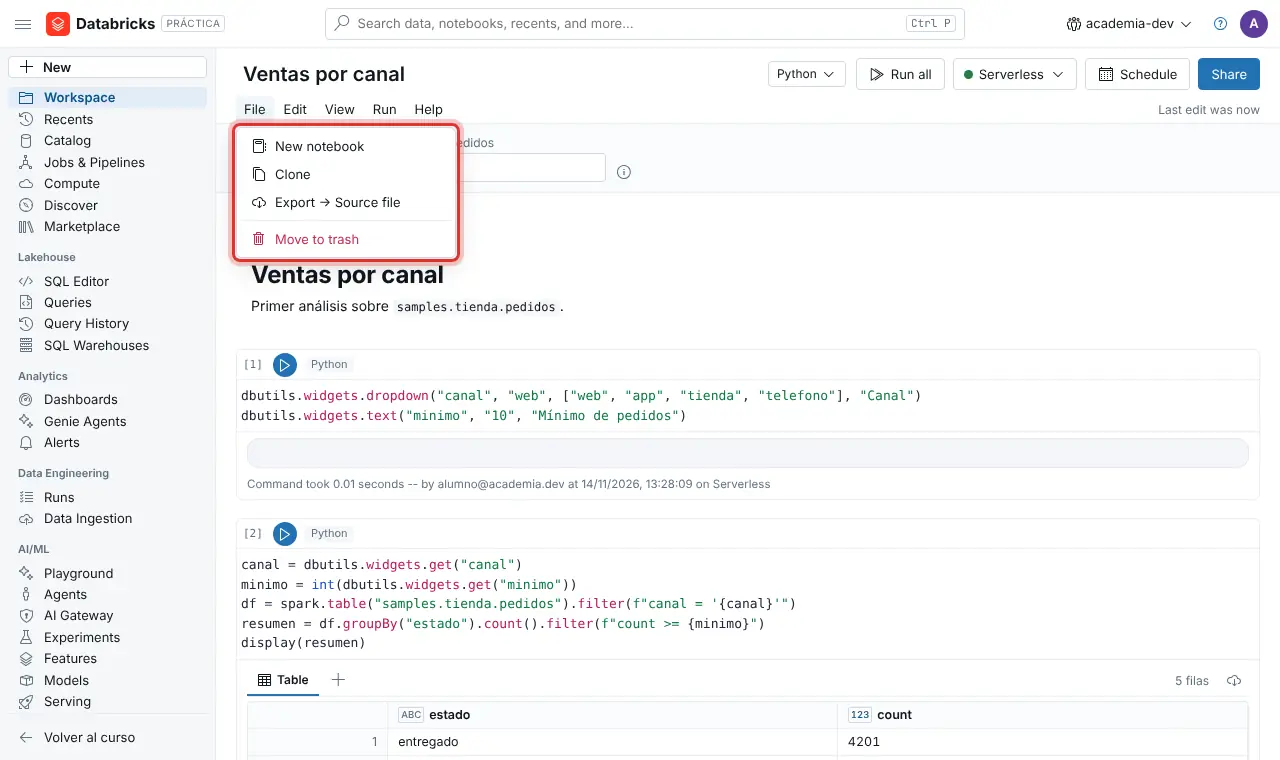 Databricks PRÁCTICA
Search data, notebooks, recents, and more... Ctrl P
academia-dev
A
New
Workspace
Recents
Catalog
Jobs & Pipelines
Compute
Discover
Marketplace
Lakehouse
SQL Editor
Queries
Query History
SQL Warehouses
Analytics
Dashboards
Genie Agents
Alerts
Data Engineering
Runs
Data Ingestion
AI/ML
Playground
Agents
AI Gateway
Experiments
Features
Models
Serving
Volver al curso
Ventas por canal
Python
Run all
Serverless
Schedule
Share
File Edit View Run Help
Last edit was now
New notebook
Clone
Export → Source file
Move to trash
edidos
Ventas por canal
Primer análisis sobre samples.tienda.pedidos.
[1] Python
dbutils.widgets.dropdown("canal", "web", ["web", "app", "tienda", "telefono"], "Canal")
dbutils.widgets.text("minimo", "10", "Mínimo de pedidos")
Command took 0.01 seconds -- by alumno@academia.dev at 14/11/2026, 13:28:09 on Serverless
[2] Python
canal = dbutils.widgets.get("canal")
minimo = int(dbutils.widgets.get("minimo"))
df = spark.table("samples.tienda.pedidos").filter(f"canal = '{canal}'")
resumen = df.groupBy("estado").count().filter(f"count >= {minimo}")
display(resumen)
Table
5 filas
ABC estado 123 count
1 entregado 4201